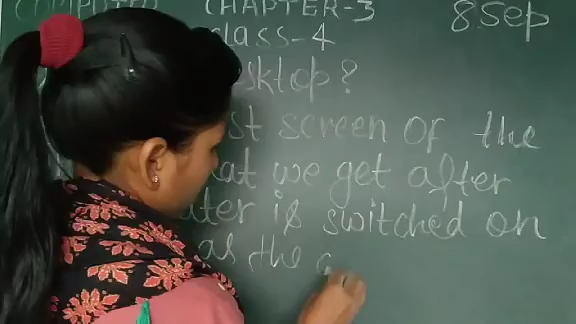 COMPUTER CHAPTER-3 8 Sep
class-4
sktop?
st screen of the
at we get after
ter is switched on
as the